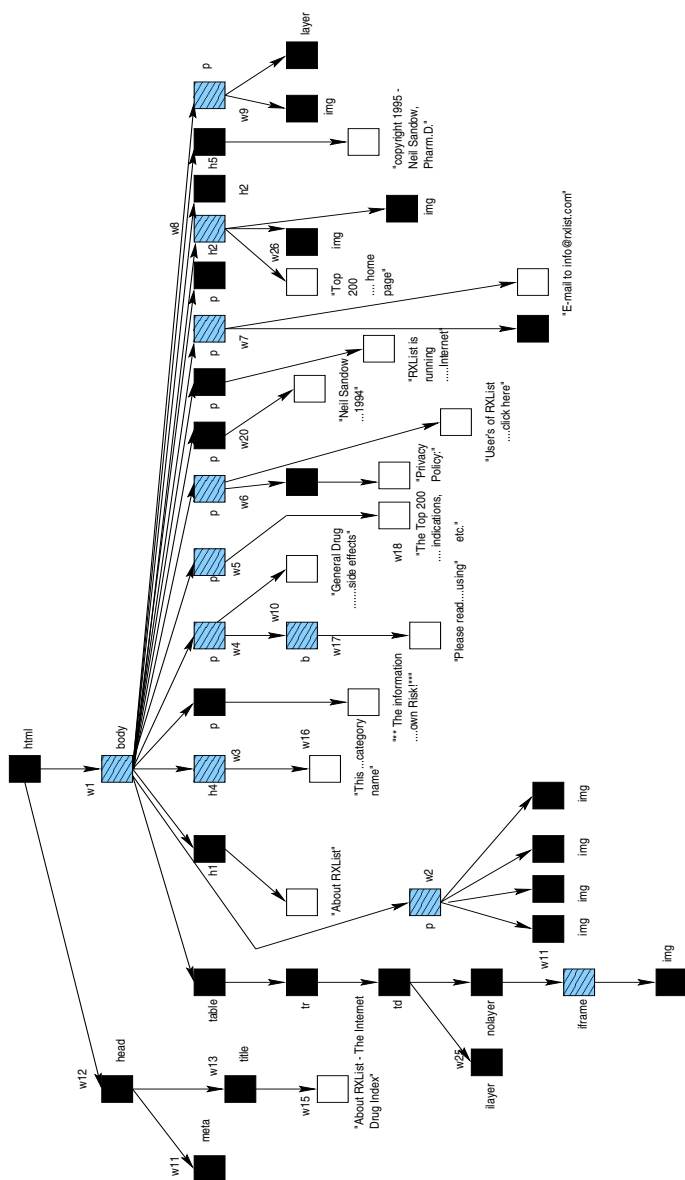 html
w12
w1
head
body
w11
w8
meta
w13
table
h1
h4
p
p
p
p
p
p
p
p
h2
h5
p
title
w3
w4
w5
w6
w20
w7
h2
w9
w10
w26
w15
tr
w16
b
layer
"About RXList"
w17
"General Drug
.......side effects"
"Neil Sandow
...1994"
"Top
200
.... home
page"
img
img
"About RXList - The Internet
Drug Index"
"This ...category
name"
"** The information
....own Risk!***
w18
"The Top 200
.... indications,
etc."
"Privacy
Policy:"
"RXList is
running
.....Internet"
"copyright 1995 -
Neil Sandow,
Pharm.D."
td
p
w2
"Please read....using"
img
w25
ilayer
nolayer
"User's of RXList
....click here"
w11
iframe
img
img
img
img
"E-mail to info@rxlist.com"
img